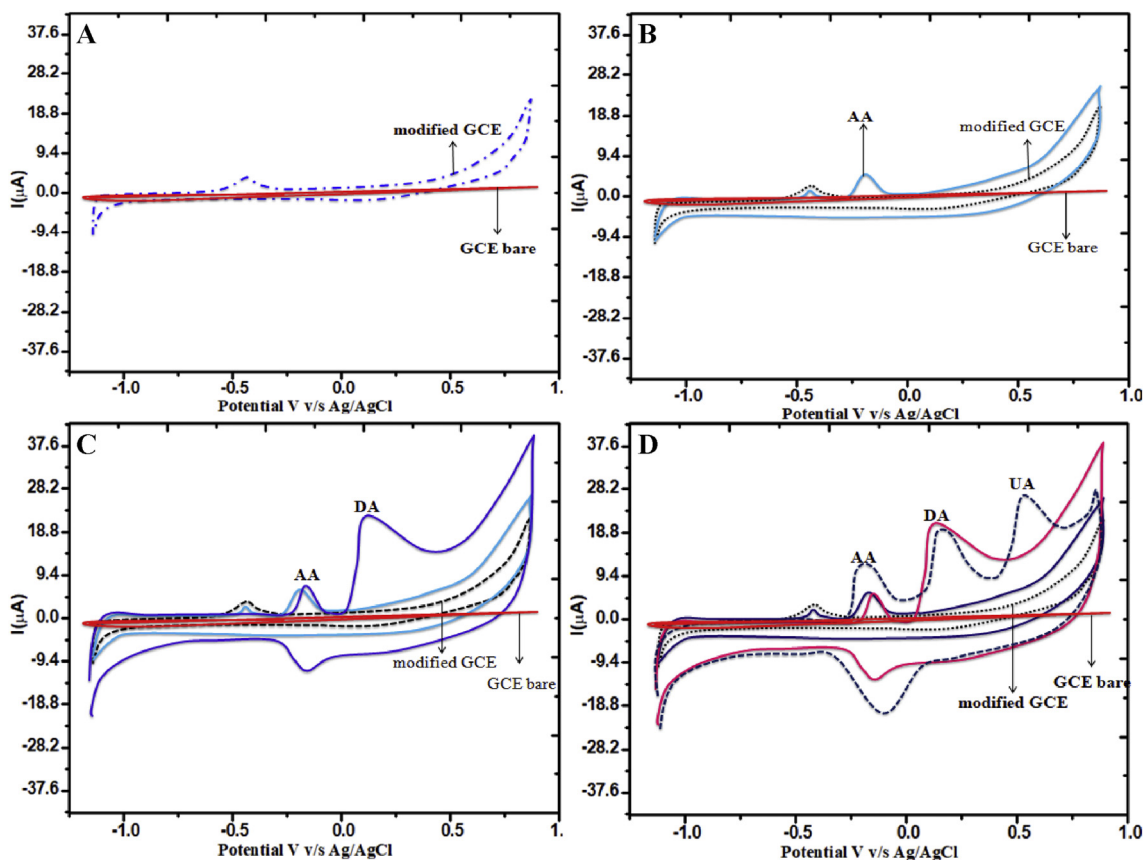 A
37.6
28.2
18.8
9.4
0.0
-9.4
-18.8
-28.2
-37.6
I(μA)
modified GCE
GCE bare
-1.0 -0.5 0.0 0.5 1.
Potential V v/s Ag/AgCl
B
37.6
28.2
18.8
9.4
0.0
-9.4
-18.8
-28.2
-37.6
I(μA)
AA
modified GCE
GCE bare
-1.0 -0.5 0.0 0.5 1.0
Potential V v/s Ag/AgCl
C
37.6
28.2
18.8
9.4
0.0
-9.4
-18.8
-28.2
-37.6
I(μA)
DA
AA
modified GCE
GCE bare
-1.0 -0.5 0.0 0.5 1.
Potential V v/s Ag/AgCl
D
37.6
28.2
18.8
9.4
0.0
-9.4
-18.8
-28.2
-37.6
I(μA)
UA
DA
AA
GCE bare
modified GCE
-1.0 -0.5 0.0 0.5 1.0
Potential V v/s Ag/AgCl